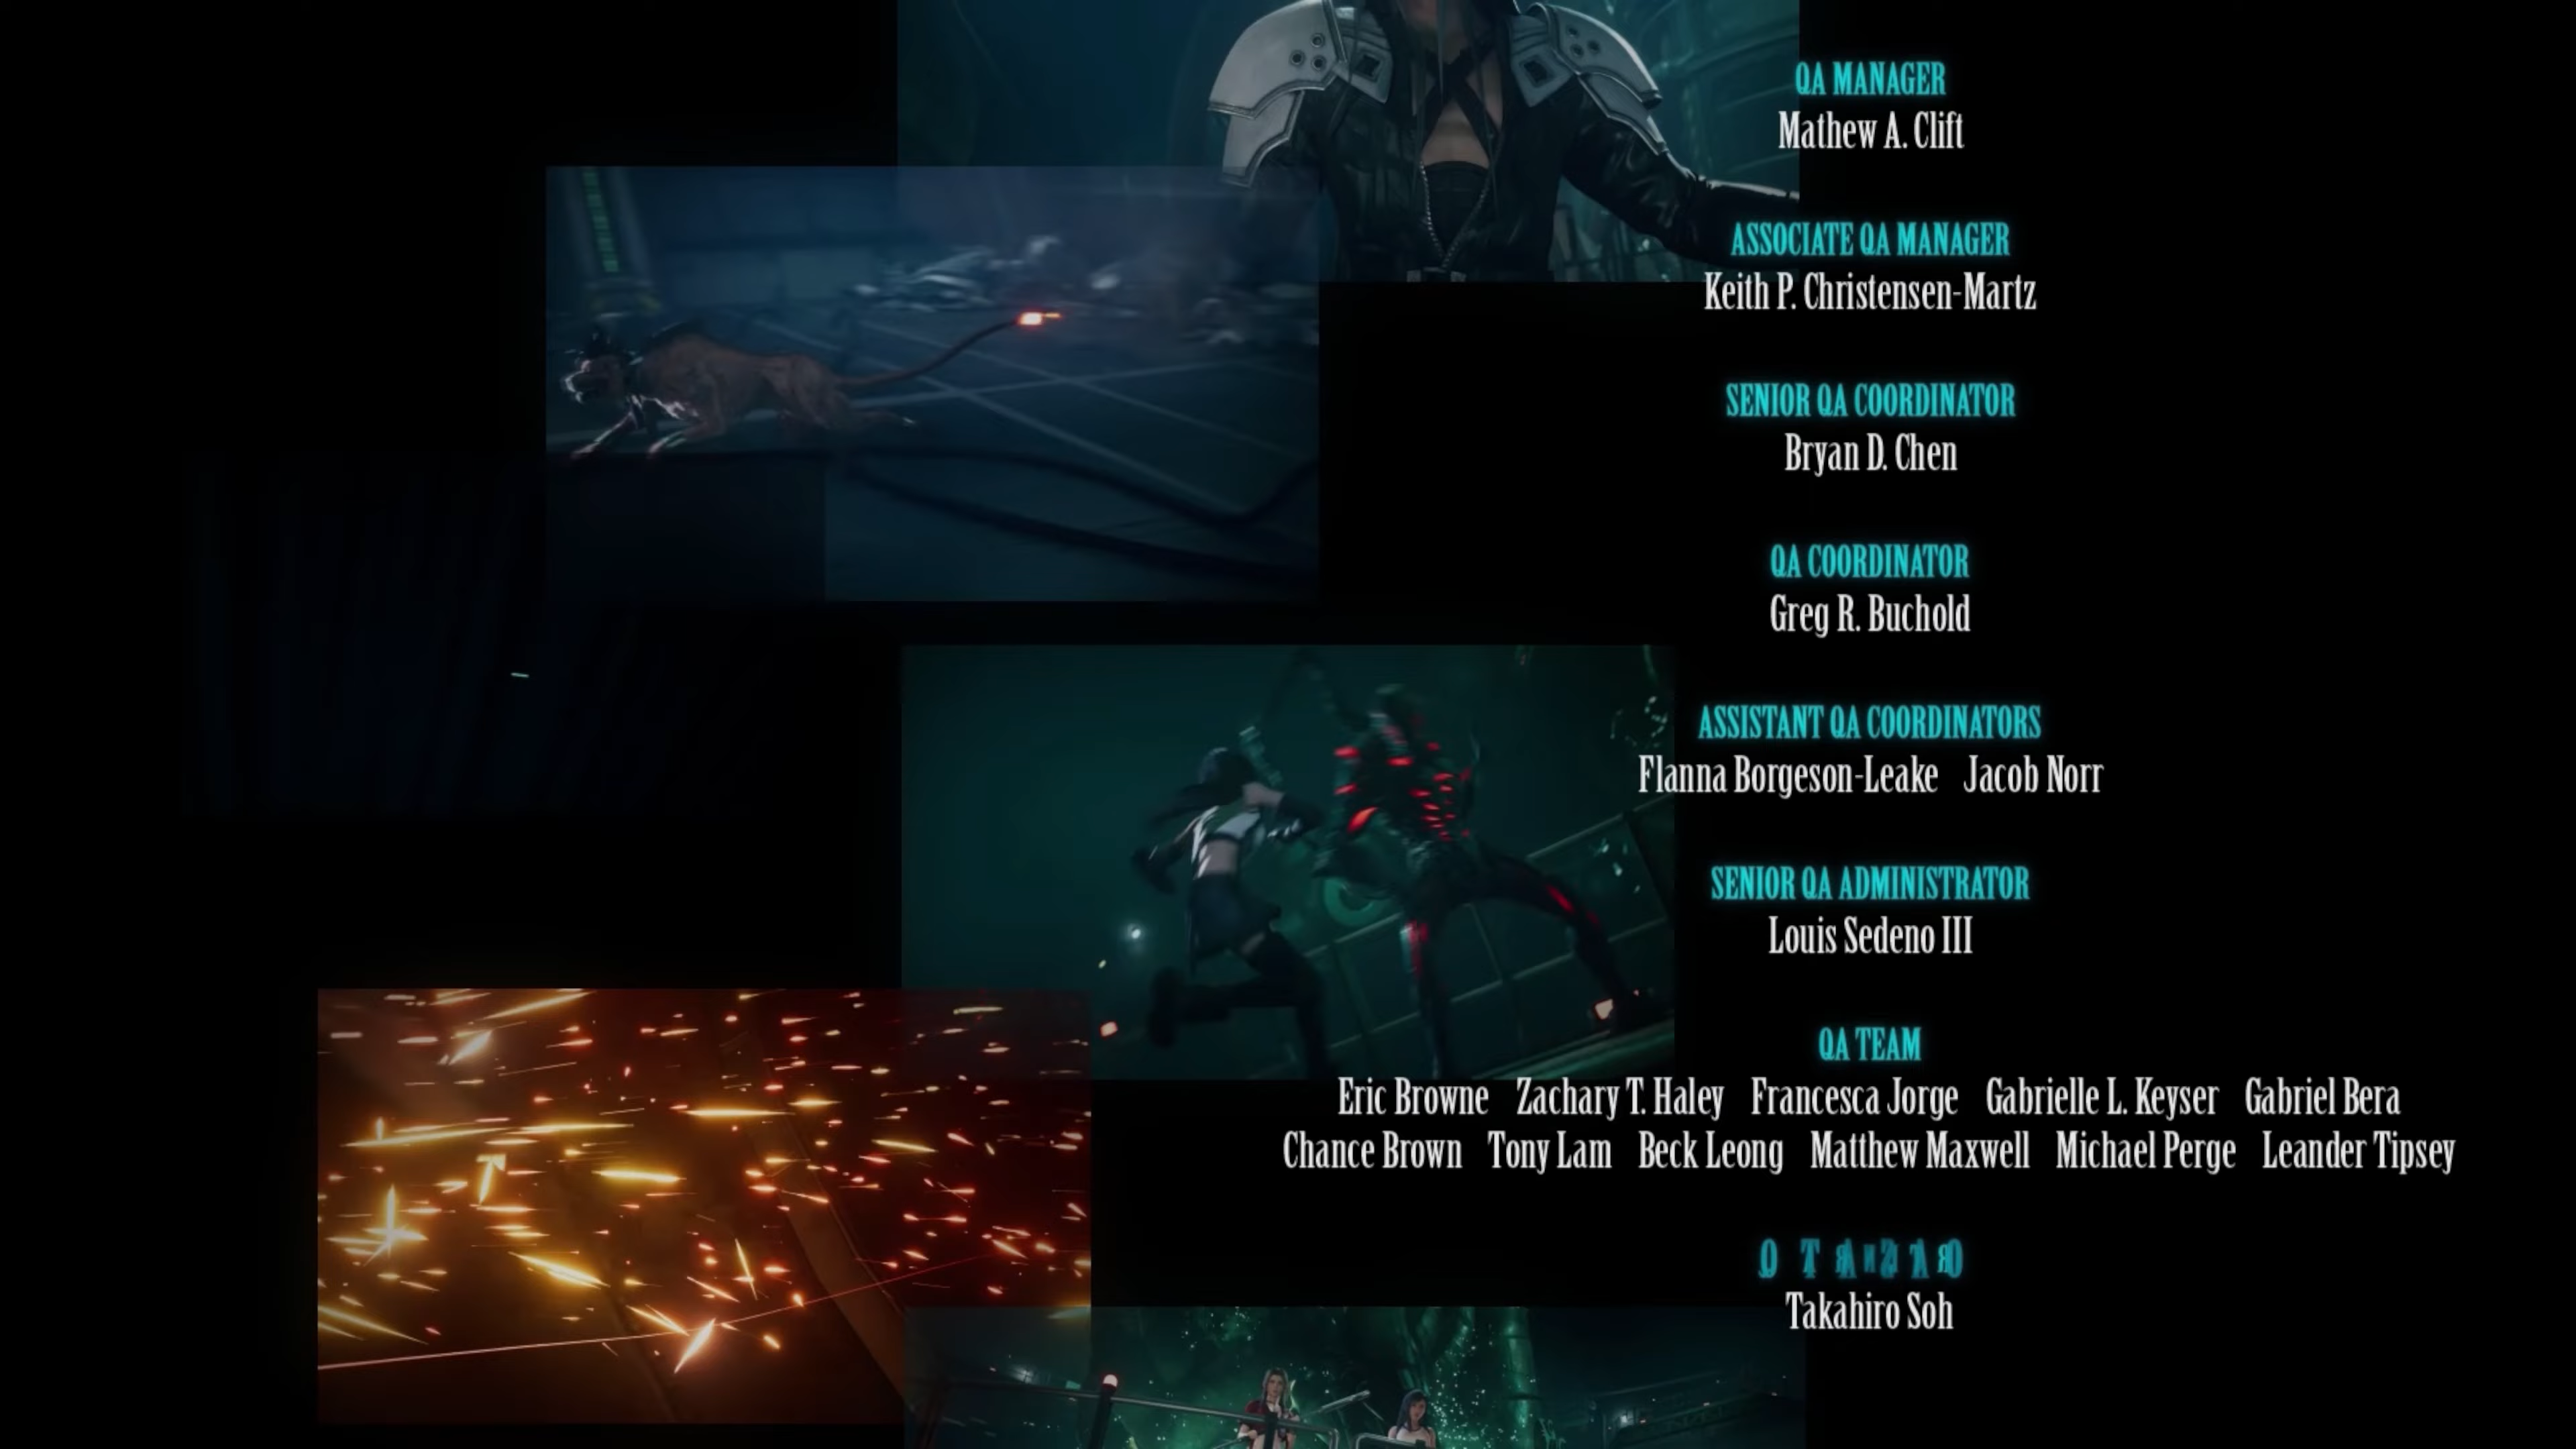 QA MANAGER
Mathew A. Clift
ASSOCIATE QA MANAGER
Keith P. Christensen-Martz
SENIOR QA COORDINATOR
Bryan D. Chen
QA COORDINATOR
Greg R. Buchold
ASSISTANT QA COORDINATORS
Flanna Borgeson-Leake Jacob Norr
SENIOR QA ADMINISTRATOR
Louis Sedeno III
QA TEAM
Eric Browne Zachary T. Haley Francesca Jorge Gabrielle L. Keyser Gabriel Bera
Chance Brown Tony Lam Beck Leong Matthew Maxwell Michael Perge Leander Tipsey
Takahiro Soh